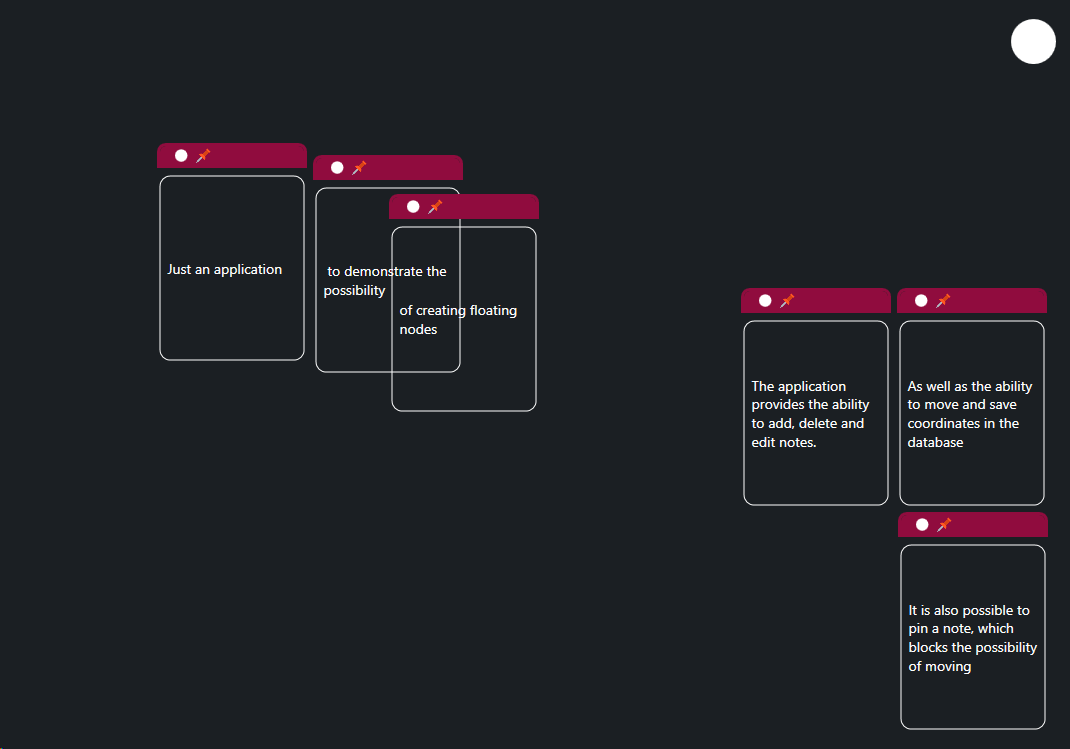 Just an application
to demonstrate the
possibility
of creating floating
nodes
The application
provides the ability
to add, delete and
edit notes.
As well as the ability
to move and save
coordinates in the
database
It is also possible to
pin a note, which
blocks the possibility
of moving